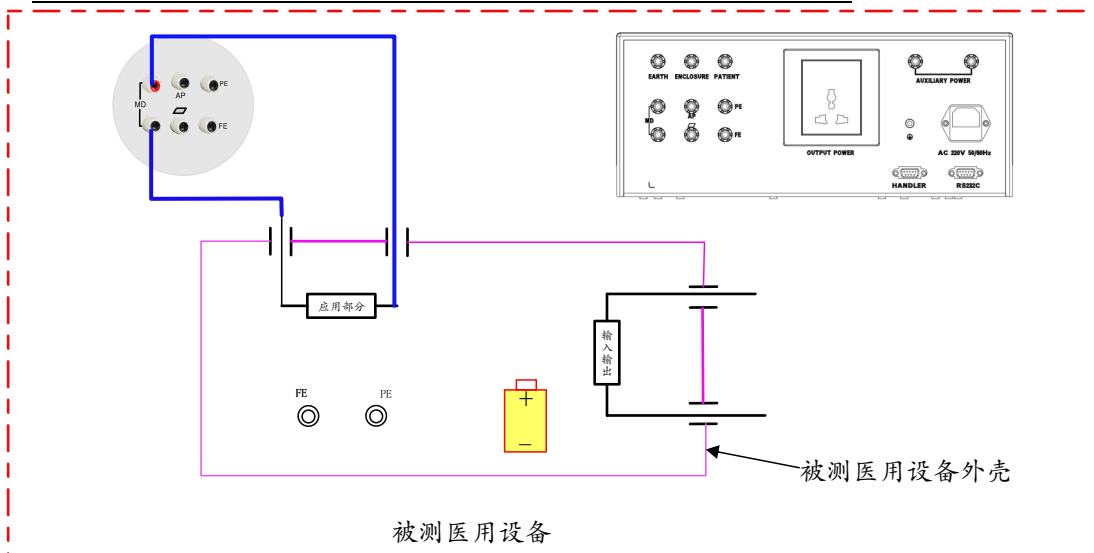 MD
AP
PE
FE
EARTH ENCLOSURE PATIENT
AUXILIARY POWER
MD
AP
PE
FE
OUTPUT POWER
AC 220V 50/60Hz
HANDLER
RS232C
应用部分
输入输出
FE
PE
+
—
被测医用设备外壳
被测医用设备